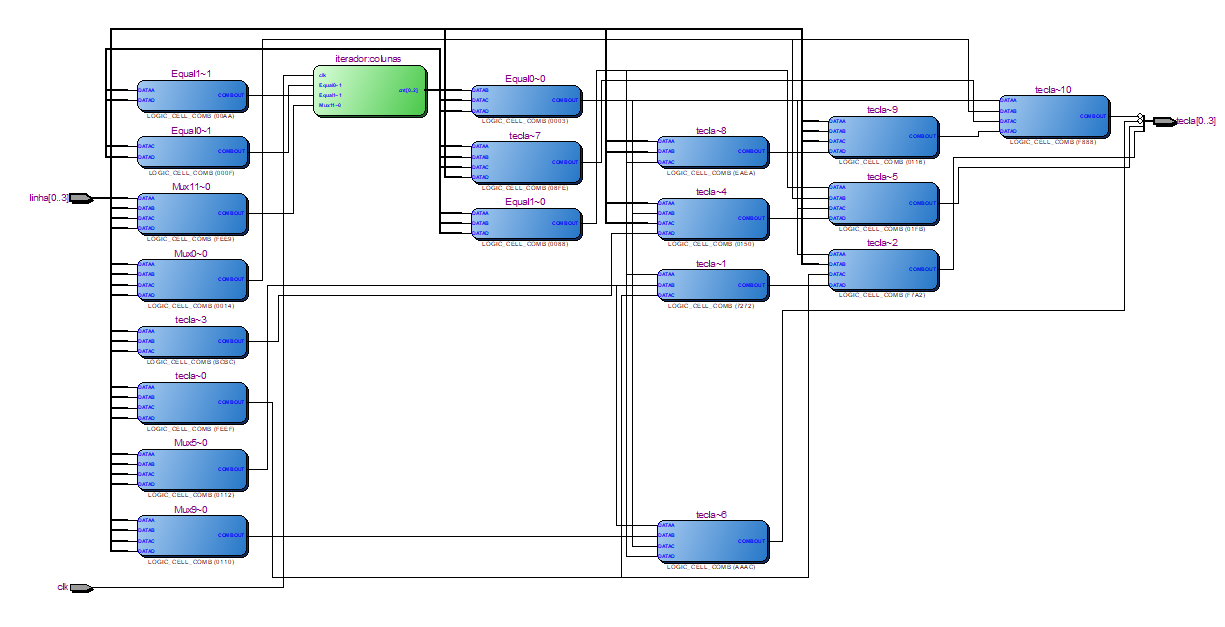 iterador:colunas
clk
Equal0~1
Equal1~1
Mux11~0
cnt[0..2]
Equal1~1
DATAA
DATAD
COMBOUT
LOGIC_CELL_COMB (00AA)
Equal0~1
DATAC
DATAD
COMBOUT
LOGIC_CELL_COMB (000F)
Mux11~0
DATAA
DATAB
DATAC
DATAD
COMBOUT
LOGIC_CELL_COMB (FEE9)
linha[0..3]
Mux0~0
DATAA
DATAB
DATAC
DATAD
COMBOUT
LOGIC_CELL_COMB (0014)
tecla~3
DATAA
DATAB
DATAC
COMBOUT
LOGIC_CELL_COMB (BCBC)
tecla~0
DATAA
DATAB
DATAC
DATAD
COMBOUT
LOGIC_CELL_COMB (FEEF)
Mux5~0
DATAA
DATAB
DATAC
DATAD
COMBOUT
LOGIC_CELL_COMB (0112)
Mux9~0
DATAA
DATAB
DATAC
DATAD
COMBOUT
LOGIC_CELL_COMB (0110)
clk
Equal0~0
DATAB
DATAC
DATAD
COMBOUT
LOGIC_CELL_COMB (0003)
tecla~7
DATAA
DATAB
DATAC
DATAD
COMBOUT
LOGIC_CELL_COMB (08FE)
Equal1~0
DATAA
DATAB
DATAD
COMBOUT
LOGIC_CELL_COMB (0088)
tecla~8
DATAA
DATAB
DATAC
COMBOUT
LOGIC_CELL_COMB (EAEA)
tecla~4
DATAA
DATAB
DATAC
DATAD
COMBOUT
LOGIC_CELL_COMB (0150)
tecla~1
DATAA
DATAB
DATAC
COMBOUT
LOGIC_CELL_COMB (7272)
tecla~6
DATAA
DATAB
DATAC
DATAD
COMBOUT
LOGIC_CELL_COMB (AAAC)
tecla~9
DATAA
DATAB
DATAC
DATAD
COMBOUT
LOGIC_CELL_COMB (0116)
tecla~5
DATAA
DATAB
DATAC
DATAD
COMBOUT
LOGIC_CELL_COMB (01FB)
tecla~2
DATAA
DATAB
DATAC
DATAD
COMBOUT
LOGIC_CELL_COMB (F7A2)
tecla~10
DATAA
DATAB
DATAC
DATAD
COMBOUT
LOGIC_CELL_COMB (F888)
tecla[0..3]